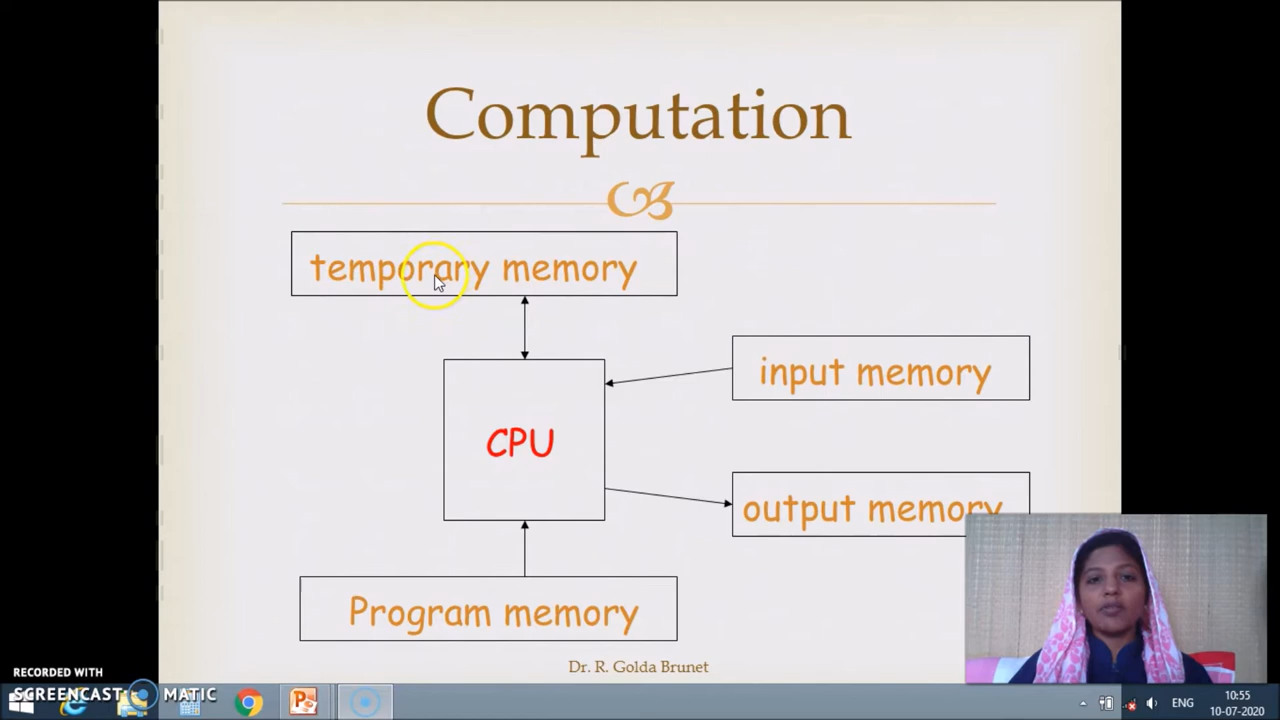 Computation
temporary memory
input memory
CPU
output memory
Program memory
Dr. R. Golda Brunet
RECORDED WITH
SCREENCAST MATIC
ENG
10:55
10-07-2020